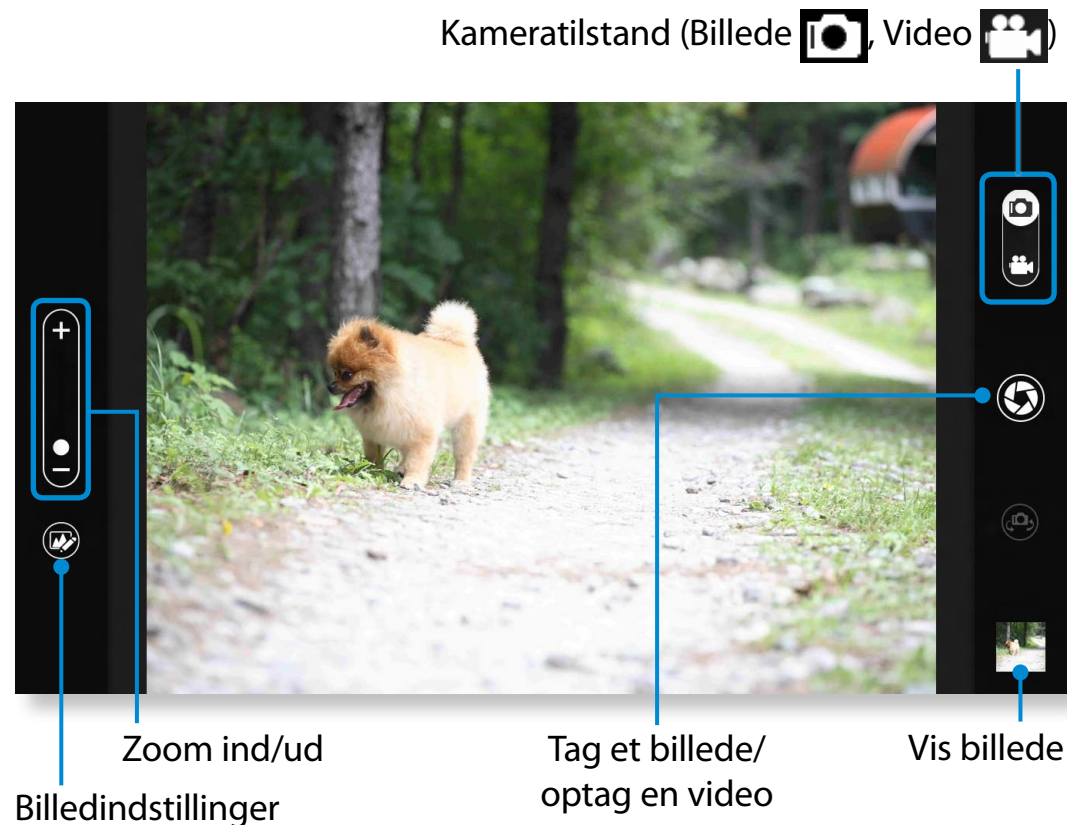 Kameratilstand (Billede , Video )
Zoom ind/ud
Tag et billede/
optag en video
Vis billede
Billedindstillinger